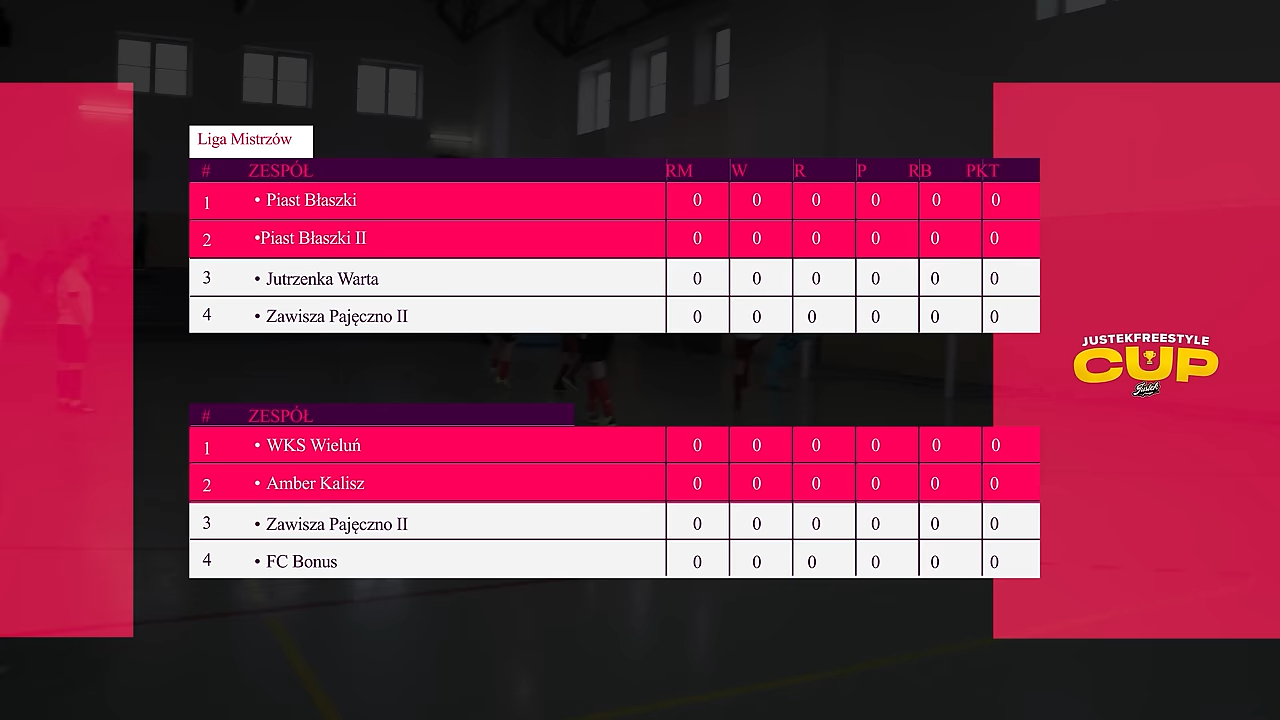 Liga Mistrzów
# ZESPÓŁ RM W R P RB PKT
1 • Piast Błaszki 0 0 0 0 0 0
2 •Piast Błaszki II 0 0 0 0 0 0
3 • Jutrzenka Warta 0 0 0 0 0 0
4 • Zawisza Pajęczno II 0 0 0 0 0 0
JUSTEKFREESTYLE
CUP
Justek
# ZESPÓŁ
1 • WKS Wieluń 0 0 0 0 0 0
2 • Amber Kalisz 0 0 0 0 0 0
3 • Zawisza Pajęczno II 0 0 0 0 0 0
4 • FC Bonus 0 0 0 0 0 0